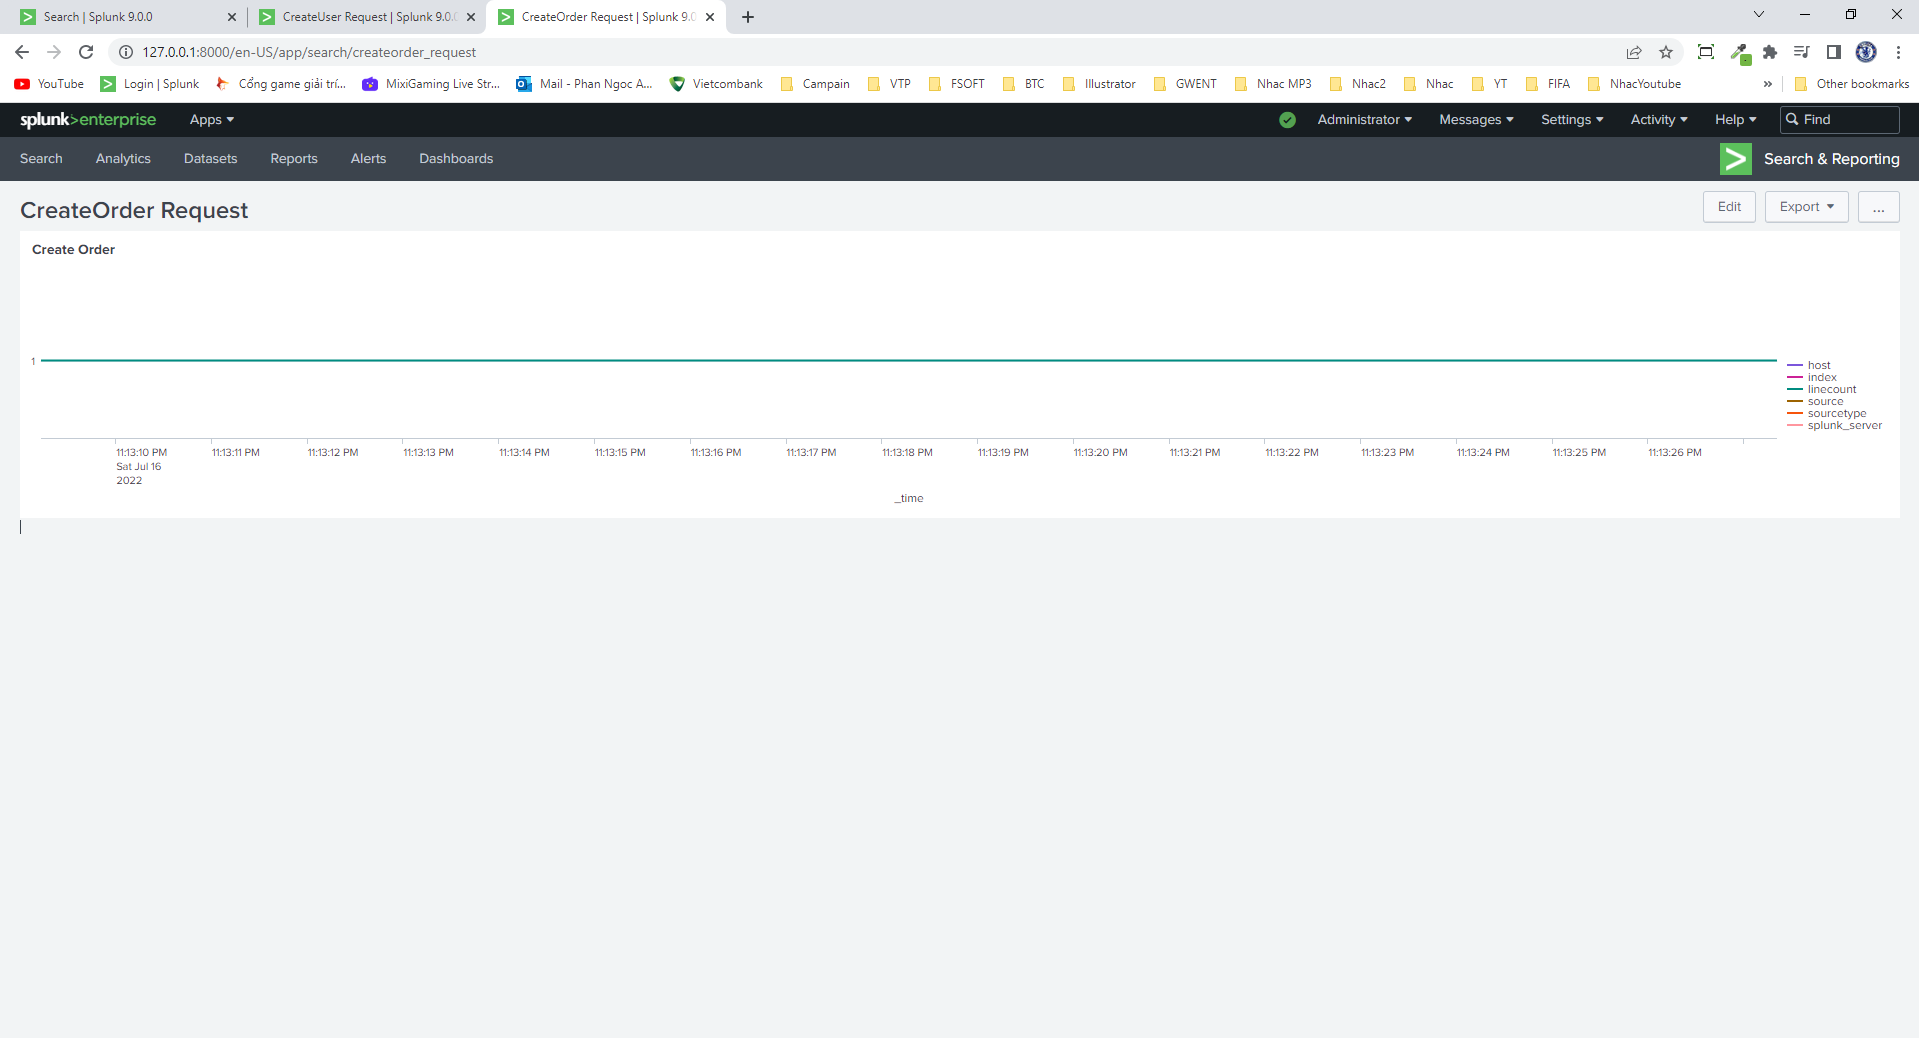 Search | Splunk 9.0.0
CreateUser Request | Splunk 9.0.0
CreateOrder Request | Splunk 9.0
127.0.0.1:8000/en-US/app/search/createorder_request
YouTube
Login | Splunk
Cổng game giải trí...
MixiGaming Live Str...
Mail - Phan Ngoc A...
Vietcombank
Campain
VTP
FSOFT
BTC
Illustrator
GWENT
Nhac MP3
Nhac2
Nhac
YT
FIFA
NhacYoutube
»
Other bookmarks
splunk>enterprise
Apps
Administrator
Messages
Settings
Activity
Help
Find
Search
Analytics
Datasets
Reports
Alerts
Dashboards
Search & Reporting
CreateOrder Request
Edit
Export
...
Create Order
1
host
index
linecount
source
sourcetype
splunk_server
11:13:10 PM
Sat Jul 16
2022
11:13:11 PM
11:13:12 PM
11:13:13 PM
11:13:14 PM
11:13:15 PM
11:13:16 PM
11:13:17 PM
11:13:18 PM
11:13:19 PM
11:13:20 PM
11:13:21 PM
11:13:22 PM
11:13:23 PM
11:13:24 PM
11:13:25 PM
11:13:26 PM
_time